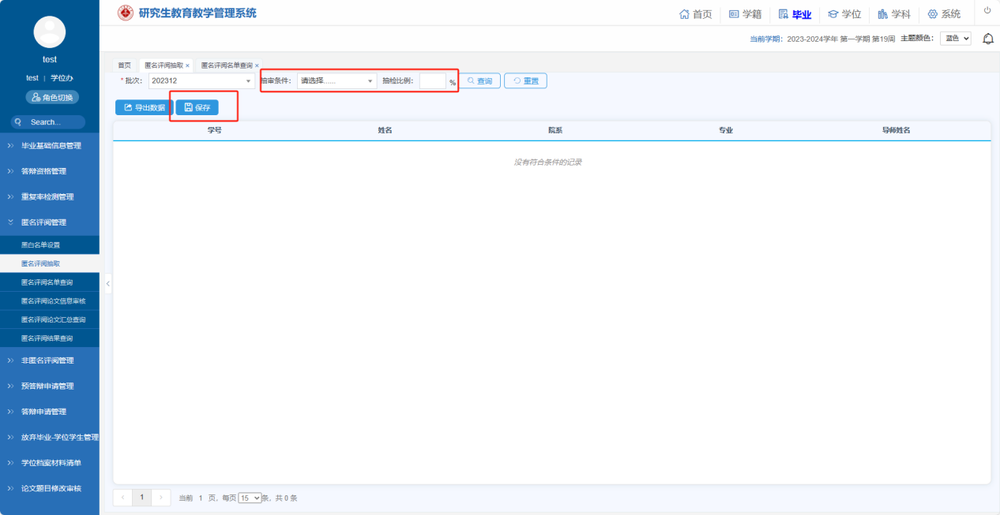 研究生教育教学管理系统
首页 学籍 毕业 学位 学科 系统
当前学期: 2023-2024学年 第一学期 第19周 主题颜色: 蓝色
test
test | 学位办
角色切换
Search...
毕业基础信息管理
答辩资格管理
重复率检测管理
匿名评阅管理
黑白名单设置
匿名评阅抽取
匿名评阅名单查询
匿名评阅论文信息审核
匿名评阅论文汇总查询
匿名评阅结果查询
非匿名评阅管理
预答辩申请管理
答辩申请管理
放弃毕业-学位学生管理
学位档案材料清单
论文题目修改审核
首页 匿名评阅抽取 × 匿名评阅名单查询 ×
*批次: 202312 抽审条件: 请选择...... 抽检比例: % 查询 重置
导出数据 保存
学号 姓名 院系 专业 导师姓名
没有符合条件的记录
1 当前 1 页, 每页 15 条, 共 0 条